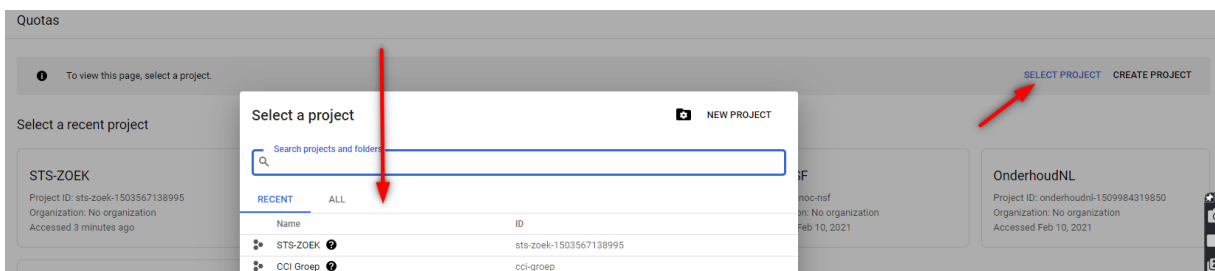 Quotas
To view this page, select a project.
SELECT PROJECT CREATE PROJECT
Select a recent project
Select a project
NEW PROJECT
Search projects and folders
RECENT ALL
Name ID
STS-ZOEK sts-zoek-1503567138995
CCI Groep cci-groep
STS-ZOEK
Project ID: sts-zoek-1503567138995
Organization: No organization
Accessed 3 minutes ago
SF
noc-nsf
on: No organization
Feb 10, 2021
OnderhoudNL
Project ID: onderhoudnl-1509984319850
Organization: No organization
Accessed Feb 10, 2021